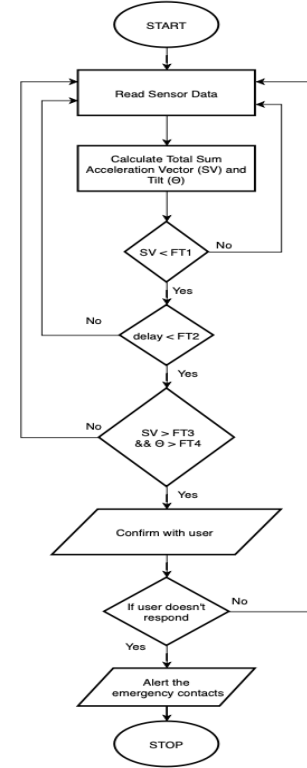 START
Read Sensor Data
Calculate Total Sum
Acceleration Vector (SV) and
Tilt (Θ)
SV < FT1
No
Yes
No
delay < FT2
Yes
No
SV > FT3
&& Θ > FT4
Yes
Confirm with user
If user doesn't
respond
No
Yes
Alert the
emergency contacts
STOP